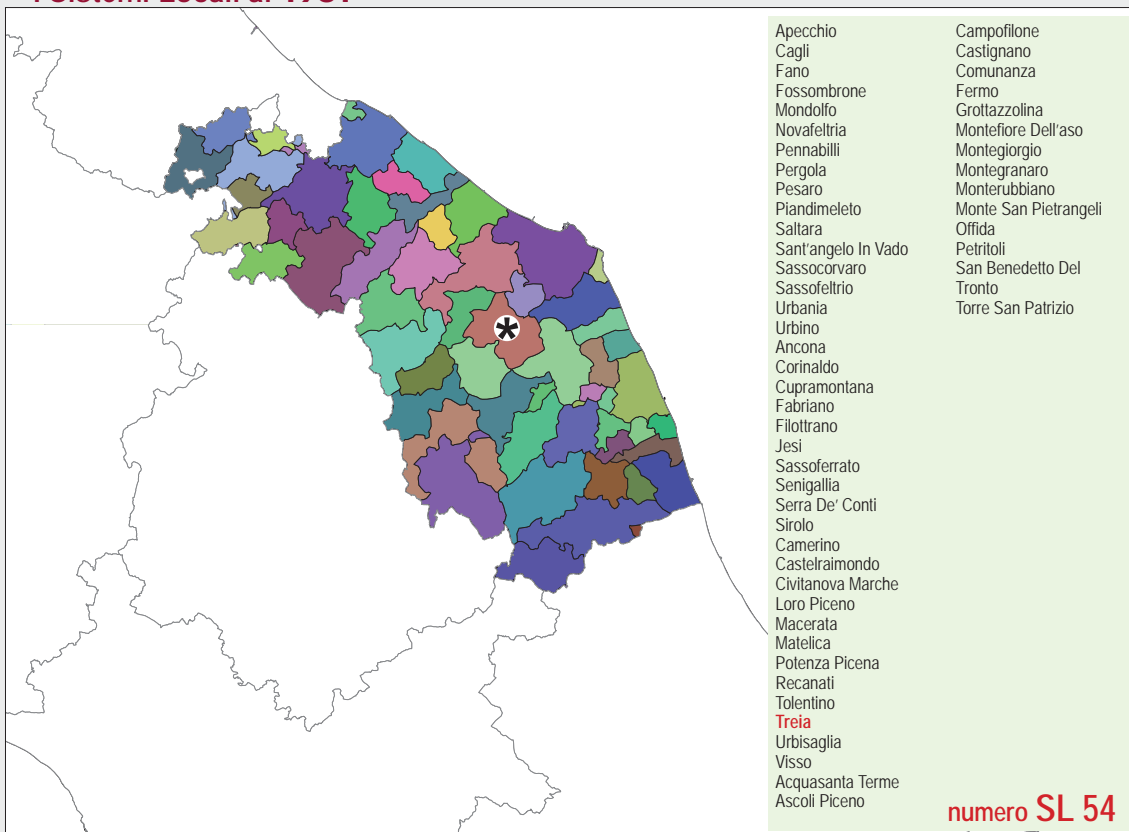 I Sistemi Locali al 1981
Apecchio
Cagli
Fano
Fossombrone
Mondolfo
Novafeltria
Pennabilli
Pergola
Pesaro
Piandimeleto
Saltara
Sant'angelo In Vado
Sassocorvaro
Sassofeltrio
Urbania
Urbino
Ancona
Corinaldo
Cupramontana
Fabriano
Filottrano
Jesi
Sassoferrato
Senigallia
Serra De' Conti
Sirolo
Camerino
Castelraimondo
Civitanova Marche
Loro Piceno
Macerata
Matelica
Potenza Picena
Recanati
Tolentino
Treia
Urbisaglia
Visso
Acquasanta Terme
Ascoli Piceno
Campofilone
Castignano
Comunanza
Fermo
Grottazzolina
Montefiore Dell'aso
Montegiorgio
Montegranaro
Monterubbiano
Monte San Pietrangeli
Offida
Petritoli
San Benedetto Del
Tronto
Torre San Patrizio
numero SL 54